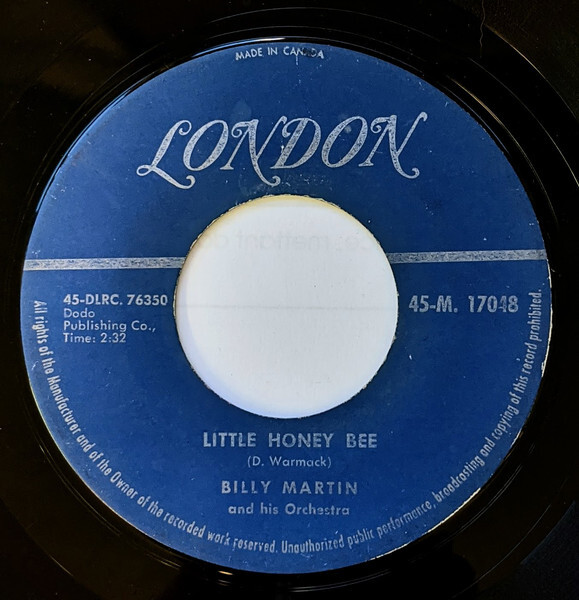 MADE IN CANADA
LONDON
45-DLRC. 76350
Dodo
Publishing Co.,
Time: 2:32
45-M. 17048
LITTLE HONEY BEE
(D. Warmack)
BILLY MARTIN
and his Orchestra
All rights of the Manufacturer and of the Owner of the recorded work reserved. Unauthorized public performance, broadcasting and copying of this record prohibited.